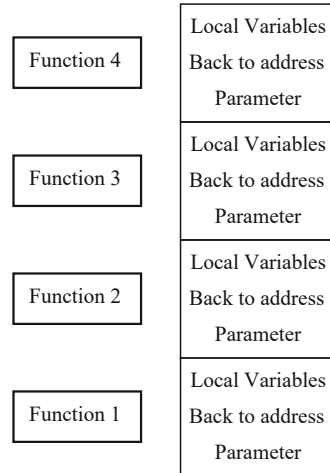 Function 4
Local Variables
Back to address
Parameter
Function 3
Local Variables
Back to address
Parameter
Function 2
Local Variables
Back to address
Parameter
Function 1
Local Variables
Back to address
Parameter